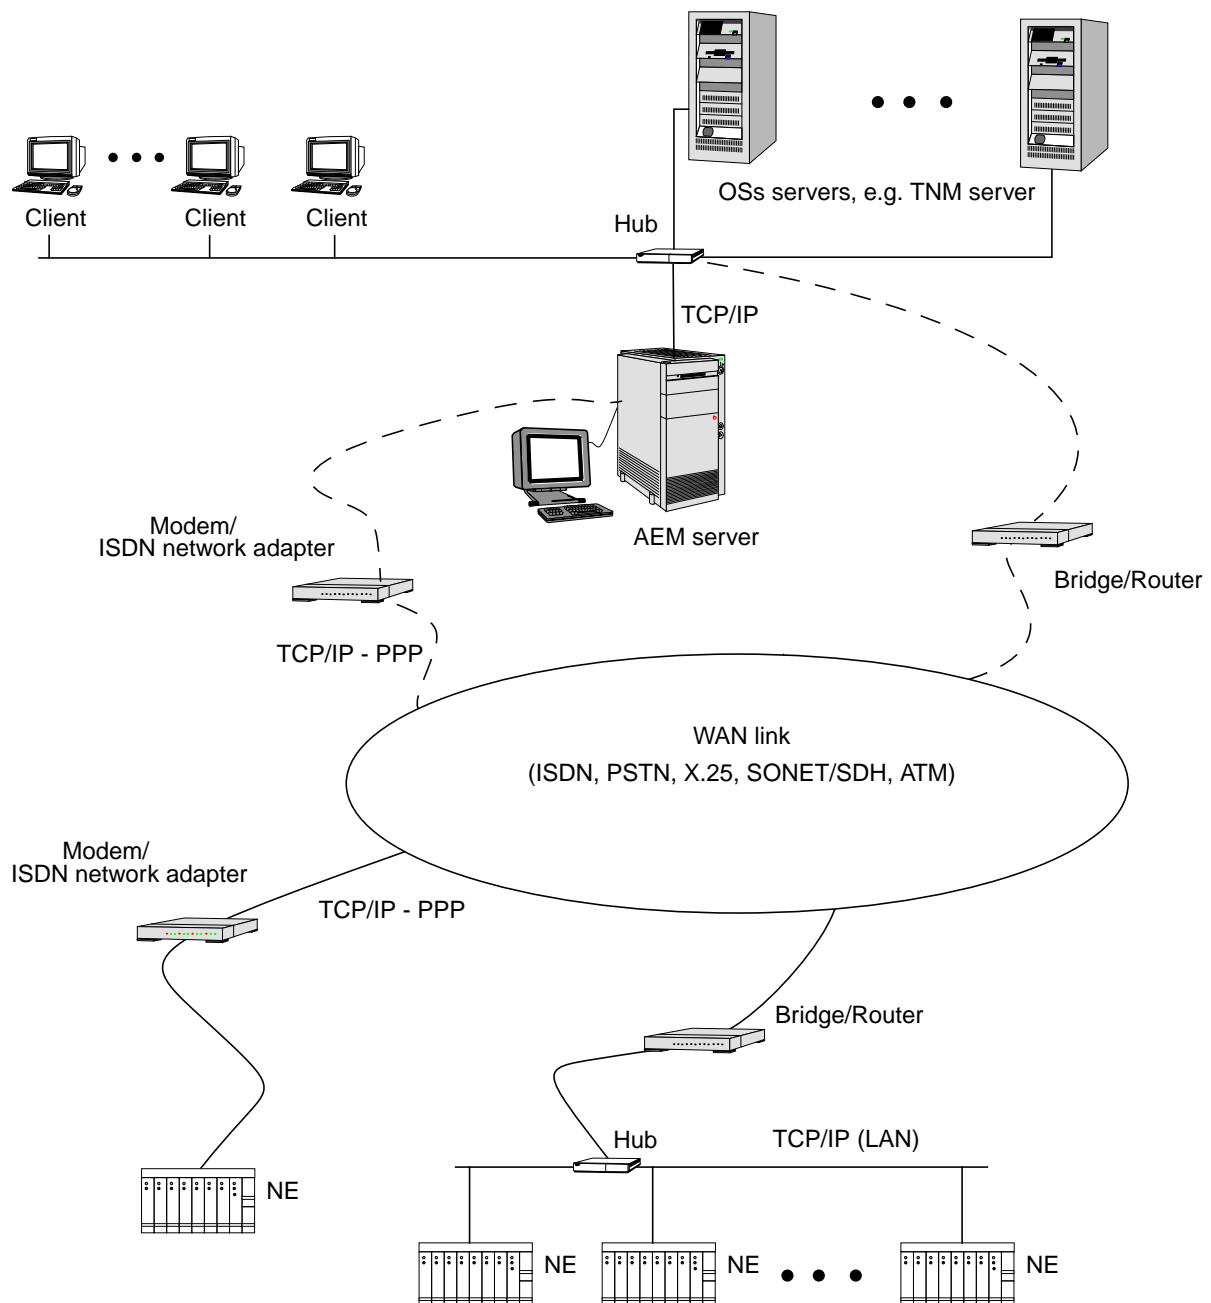 OSs servers, e.g. TNM server
Client
Client
Client
Hub
TCP/IP
AEM server
Modem/
ISDN network adapter
Bridge/Router
TCP/IP - PPP
WAN link
(ISDN, PSTN, X.25, SONET/SDH, ATM)
Modem/
ISDN network adapter
TCP/IP - PPP
Bridge/Router
Hub
TCP/IP (LAN)
NE
NE
NE
NE